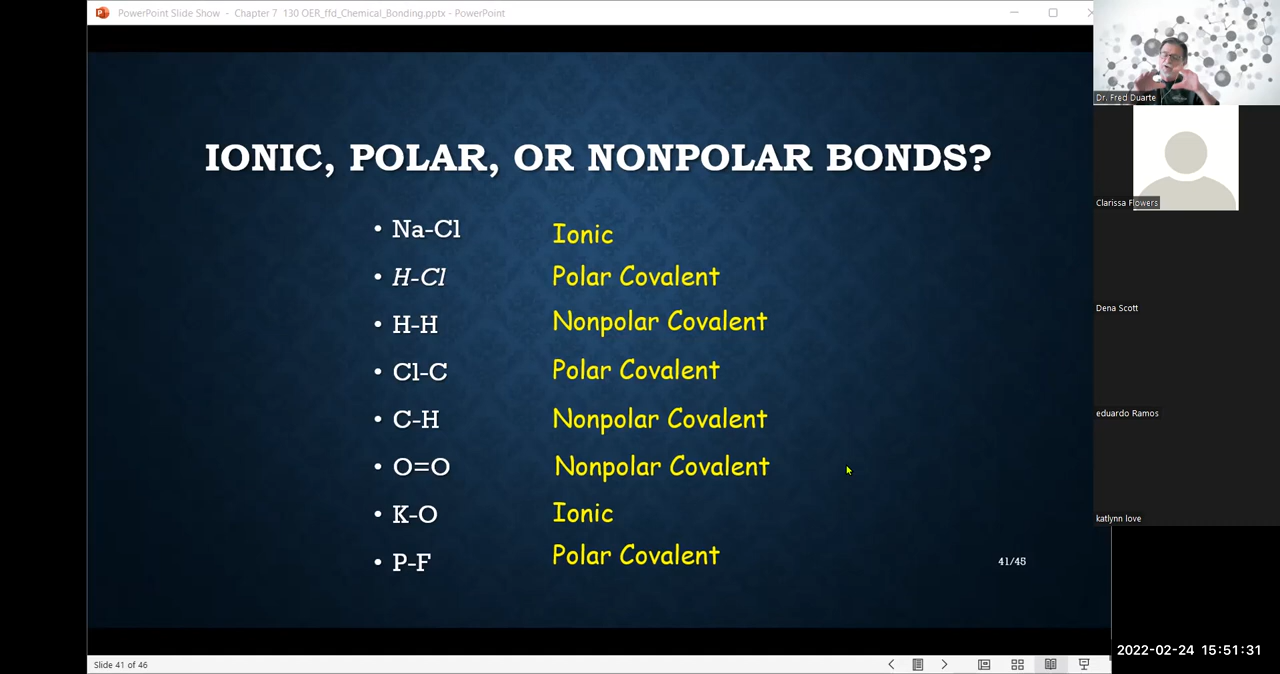 PowerPoint Slide Show - Chapter 7 130 OER_ffd_Chemical_Bonding.pptx - PowerPoint
IONIC, POLAR, OR NONPOLAR BONDS?
• Na-Cl Ionic
• H-Cl Polar Covalent
• H-H Nonpolar Covalent
• Cl-C Polar Covalent
• C-H Nonpolar Covalent
• O=O Nonpolar Covalent
• K-O Ionic
• P-F Polar Covalent
41/45
Slide 41 of 46
Dr. Fred Duarte
Clarissa Flowers
Dena Scott
eduardo Ramos
katlynn love
2022-02-24 15:51:31